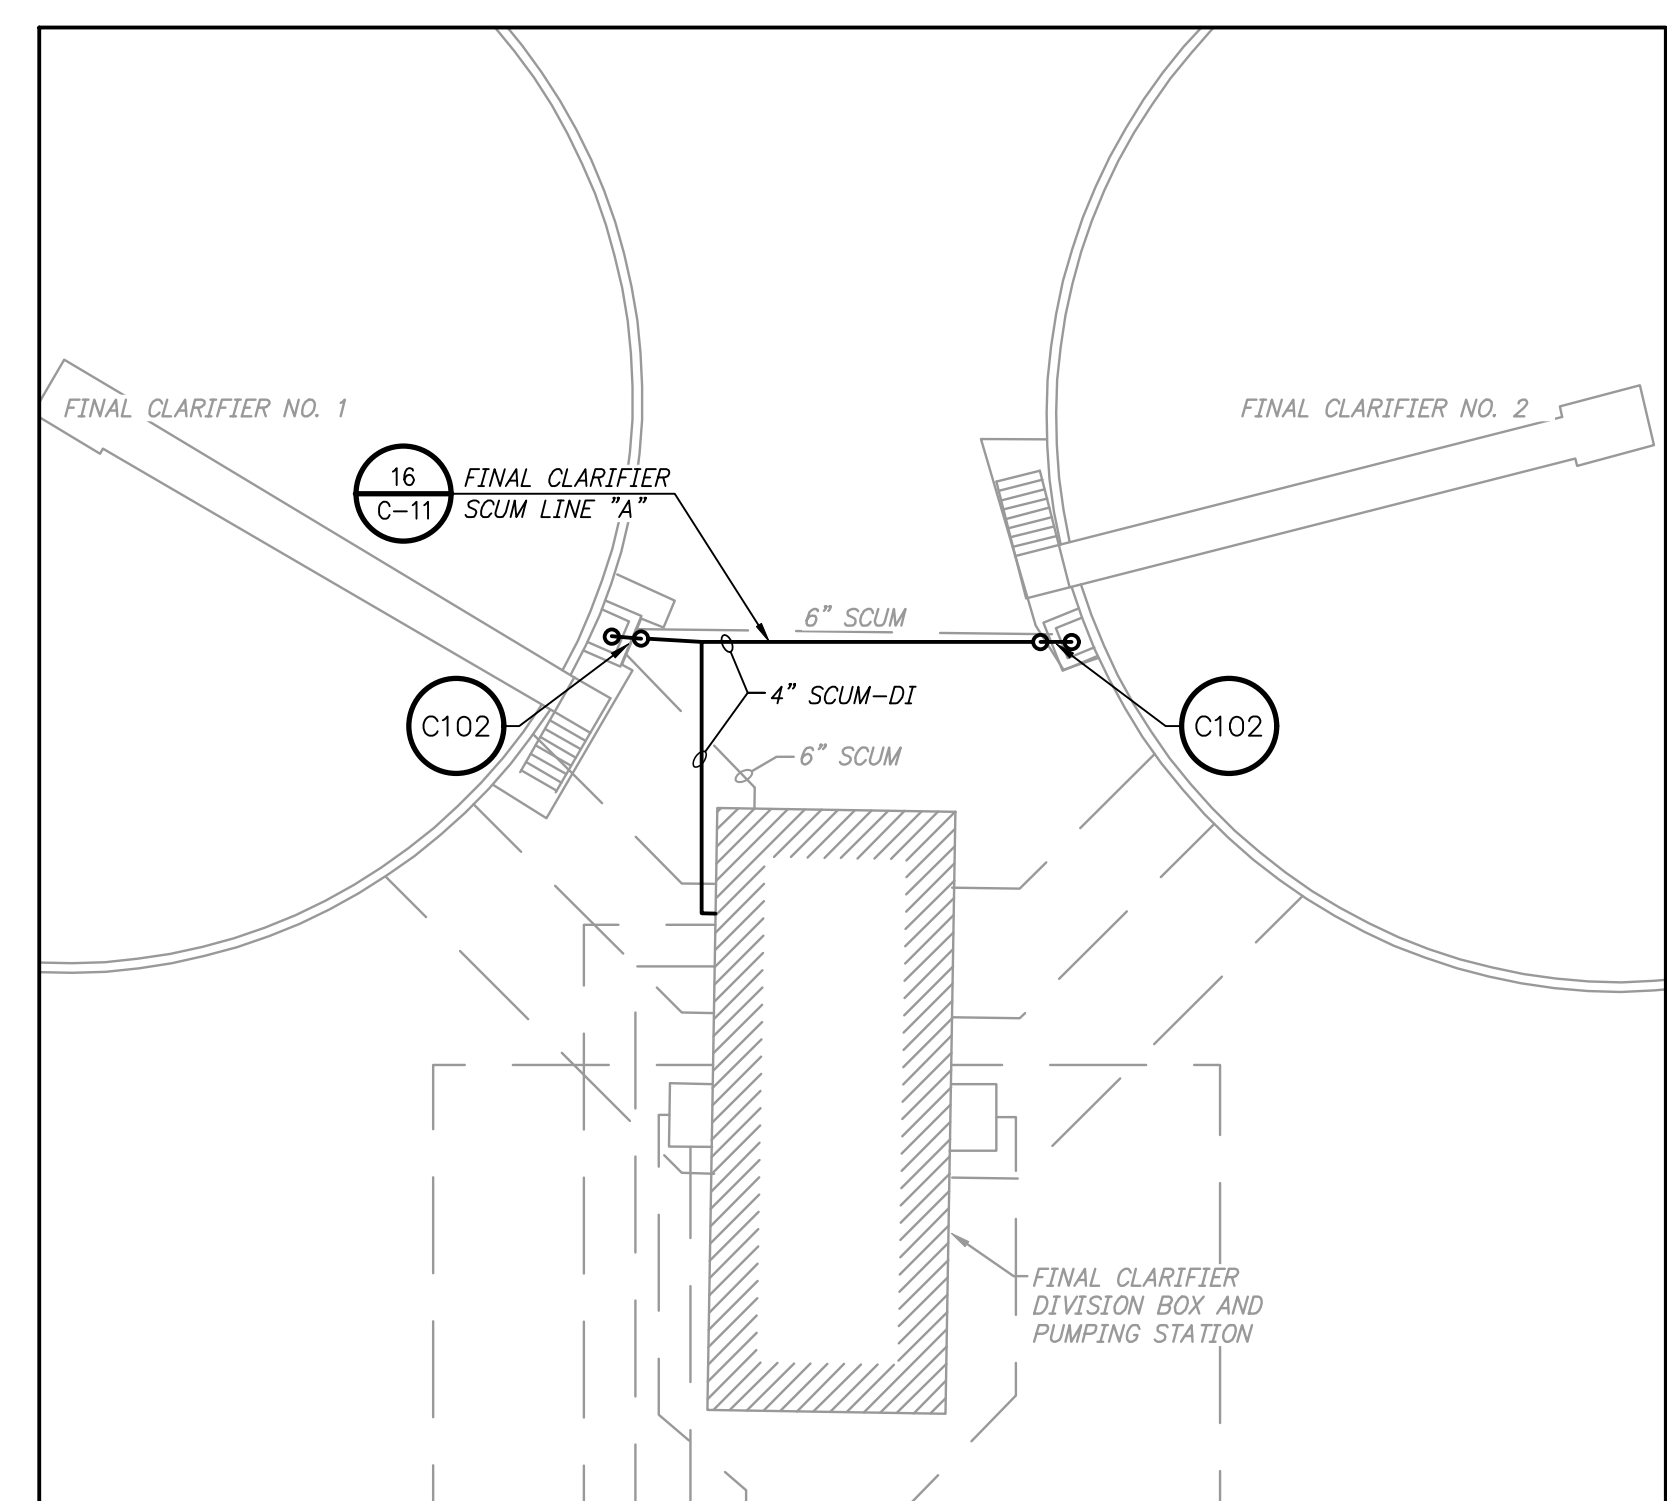 FINAL CLARIFIER NO. 1
FINAL CLARIFIER NO. 2
16
C-11
FINAL CLARIFIER
SCUM LINE "A"
6" SCUM
4" SCUM-DI
C102
C102
6" SCUM
FINAL CLARIFIER
DIVISION BOX AND
PUMPING STATION